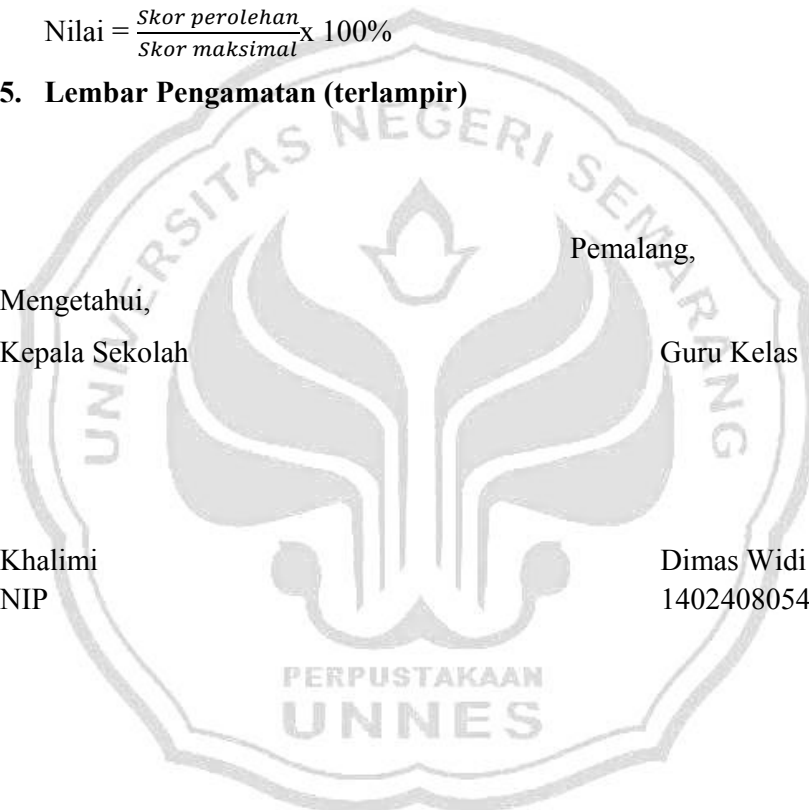 Nilai = Skor perolehan / Skor maksimal x 100%
5. Lembar Pengamatan (terlampir)
UNIVERSITAS NEGERI SEMARANG
Pemalang,
Mengetahui,
Kepala Sekolah Guru Kelas
Khalimi Dimas Widi
NIP 1402408054
PERPUSTAKAAN
UNNES